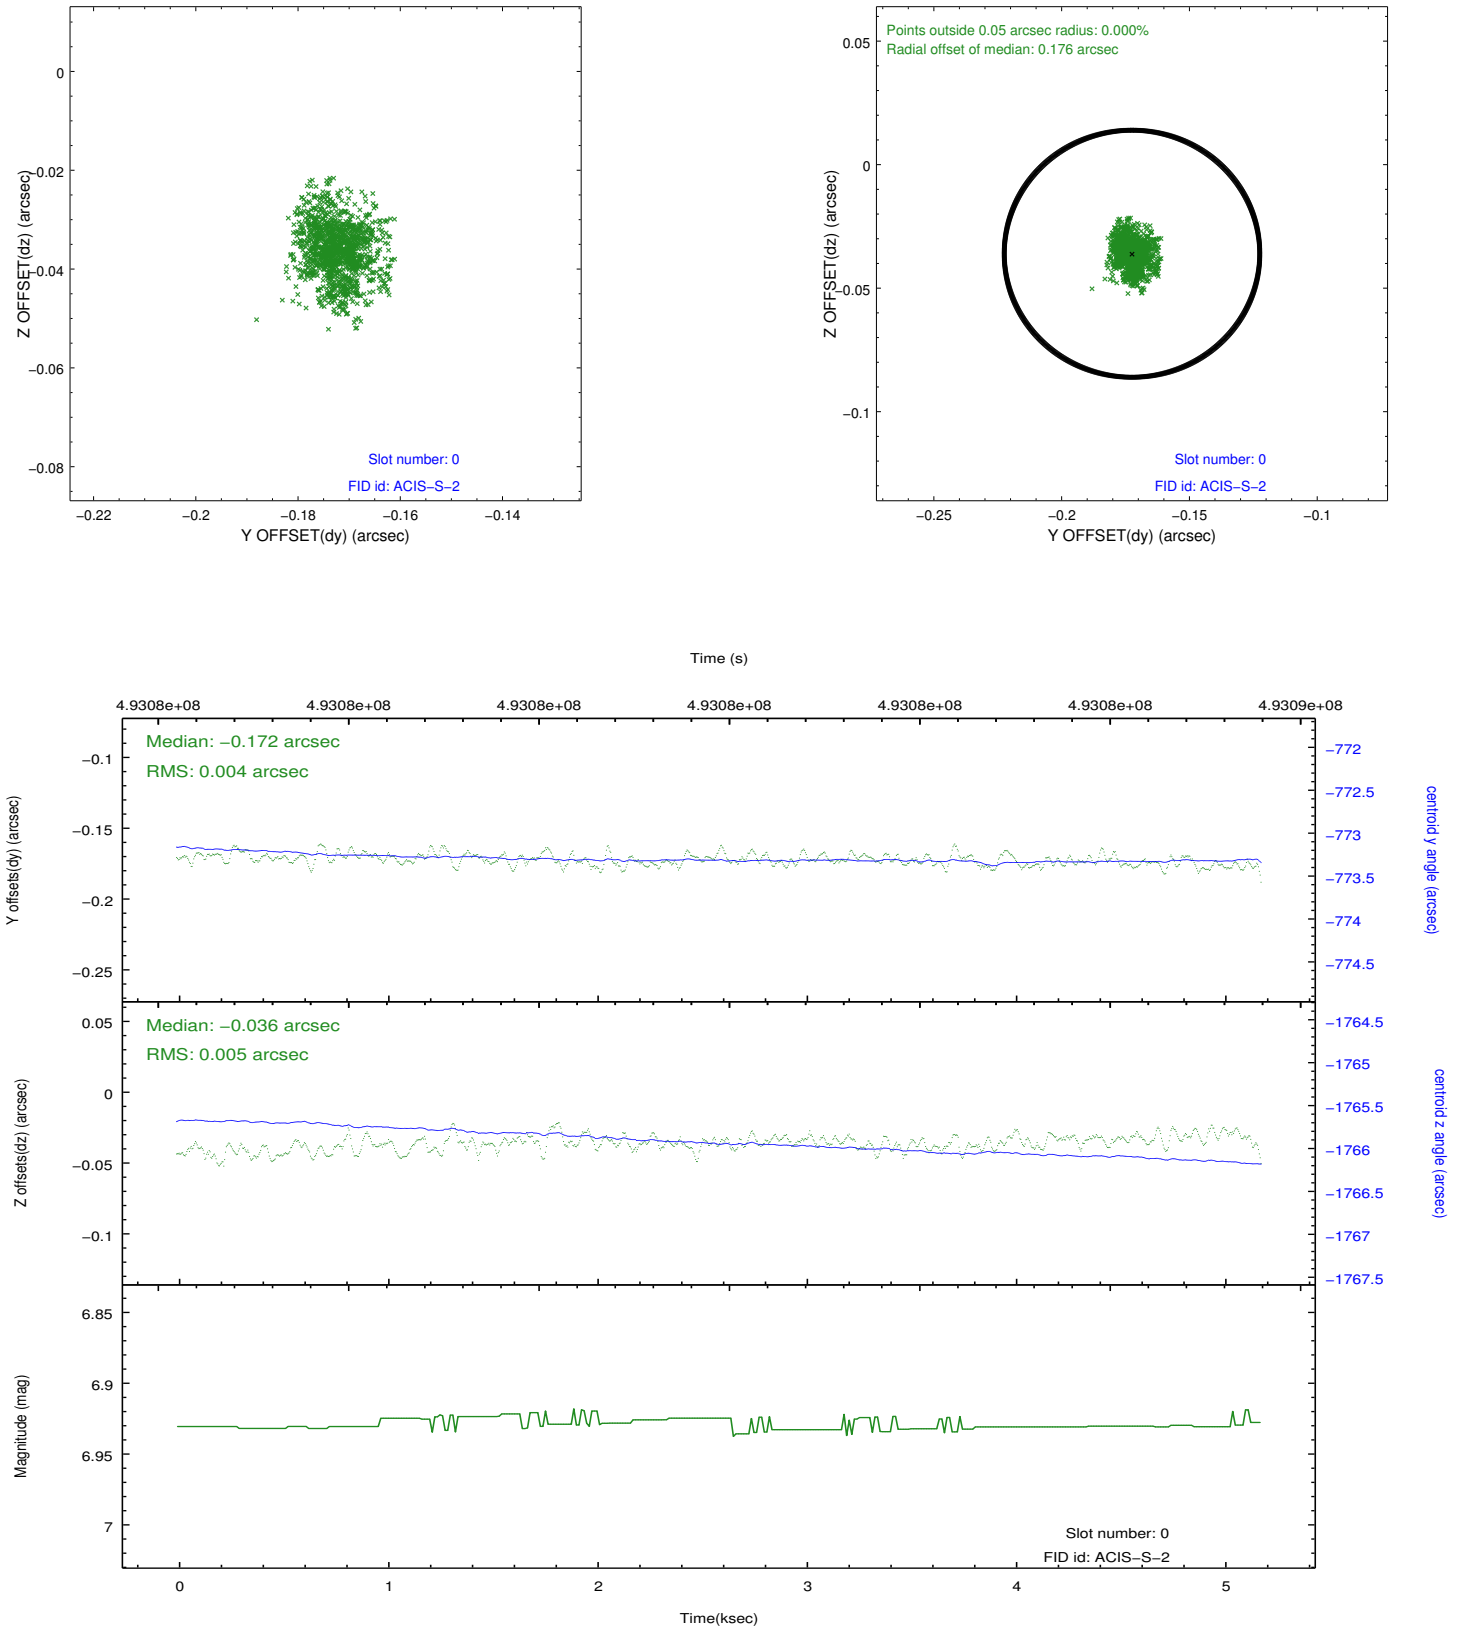 0
−0.02
−0.04
−0.06
−0.08
Z OFFSET(dz) (arcsec)
Slot number: 0
FID id: ACIS−S−2
−0.22
−0.2
−0.18
−0.16
−0.14
Y OFFSET(dy) (arcsec)
Points outside 0.05 arcsec radius: 0.000%
Radial offset of median: 0.176 arcsec
0.05
0
−0.05
−0.1
Z OFFSET(dz) (arcsec)
Slot number: 0
FID id: ACIS−S−2
−0.25
−0.2
−0.15
−0.1
Y OFFSET(dy) (arcsec)
Time (s)
4.9308e+08
4.9308e+08
4.9308e+08
4.9308e+08
4.9308e+08
4.9308e+08
4.9309e+08
Median: −0.172 arcsec
RMS: 0.004 arcsec
−0.1
−0.15
−0.2
−0.25
Y offsets(dy) (arcsec)
−772
−772.5
−773
−773.5
−774
−774.5
centroid y angle (arcsec)
Median: −0.036 arcsec
RMS: 0.005 arcsec
0.05
0
−0.05
−0.1
Z offsets(dz) (arcsec)
−1764.5
−1765
−1765.5
−1766
−1766.5
−1767
−1767.5
centroid z angle (arcsec)
6.85
6.9
6.95
7
Magnitude (mag)
Slot number: 0
FID id: ACIS−S−2
0
1
2
3
4
5
Time(ksec)